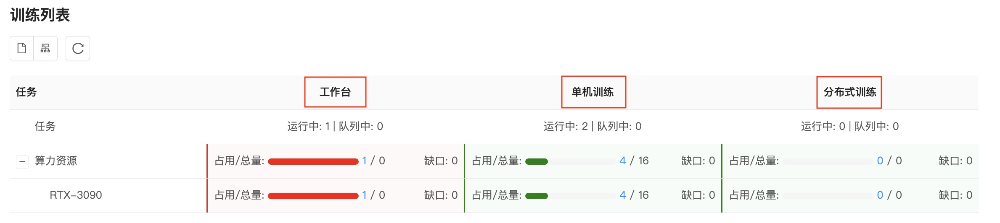 训练列表
任务 工作台 单机训练 分布式训练
任务 运行中: 1 | 队列中: 0 运行中: 2 | 队列中: 0 运行中: 0 | 队列中: 0
算力资源 占用/总量: 1 / 0 缺口: 0 占用/总量: 4 / 16 缺口: 0 占用/总量: 0 / 0 缺口: 0
RTX-3090 占用/总量: 1 / 0 缺口: 0 占用/总量: 4 / 16 缺口: 0 占用/总量: 0 / 0 缺口: 0